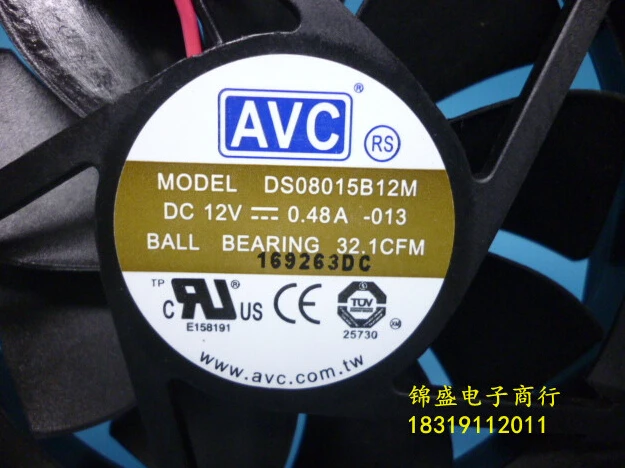 AVC®
RS
MODEL DS08015B12M
DC 12V ⎓ 0.48A -013
BALL BEARING 32.1CFM
169263DC
TP
C RU® US CE TÜV
E158191
25730
www.avc.com.tw
锦盛电子商行
18319112011